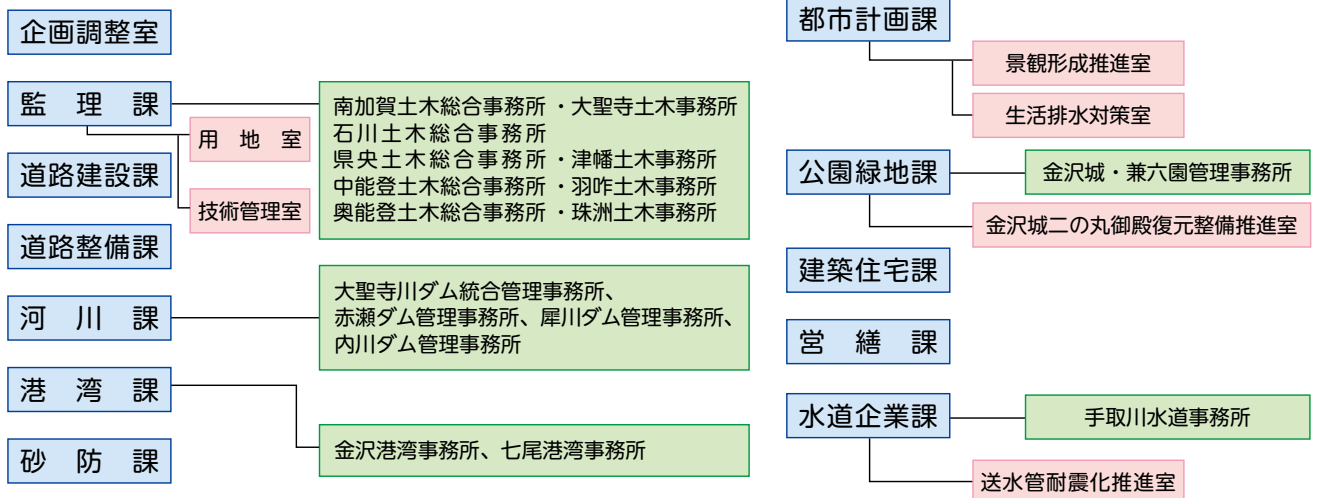 企画調整室
監理課
用地室
技術管理室
南加賀土木総合事務所・大聖寺土木事務所
石川土木総合事務所
県央土木総合事務所・津幡土木事務所
中能登土木総合事務所・羽咋土木事務所
奥能登土木総合事務所・珠洲土木事務所
道路建設課
道路整備課
河川課
大聖寺川ダム統合管理事務所、
赤瀬ダム管理事務所、犀川ダム管理事務所、
内川ダム管理事務所
港湾課
金沢港湾事務所、七尾港湾事務所
砂防課
都市計画課
景観形成推進室
生活排水対策室
公園緑地課
金沢城・兼六園管理事務所
金沢城二の丸御殿復元整備推進室
建築住宅課
営繕課
水道企業課
手取川水道事務所
送水管耐震化推進室